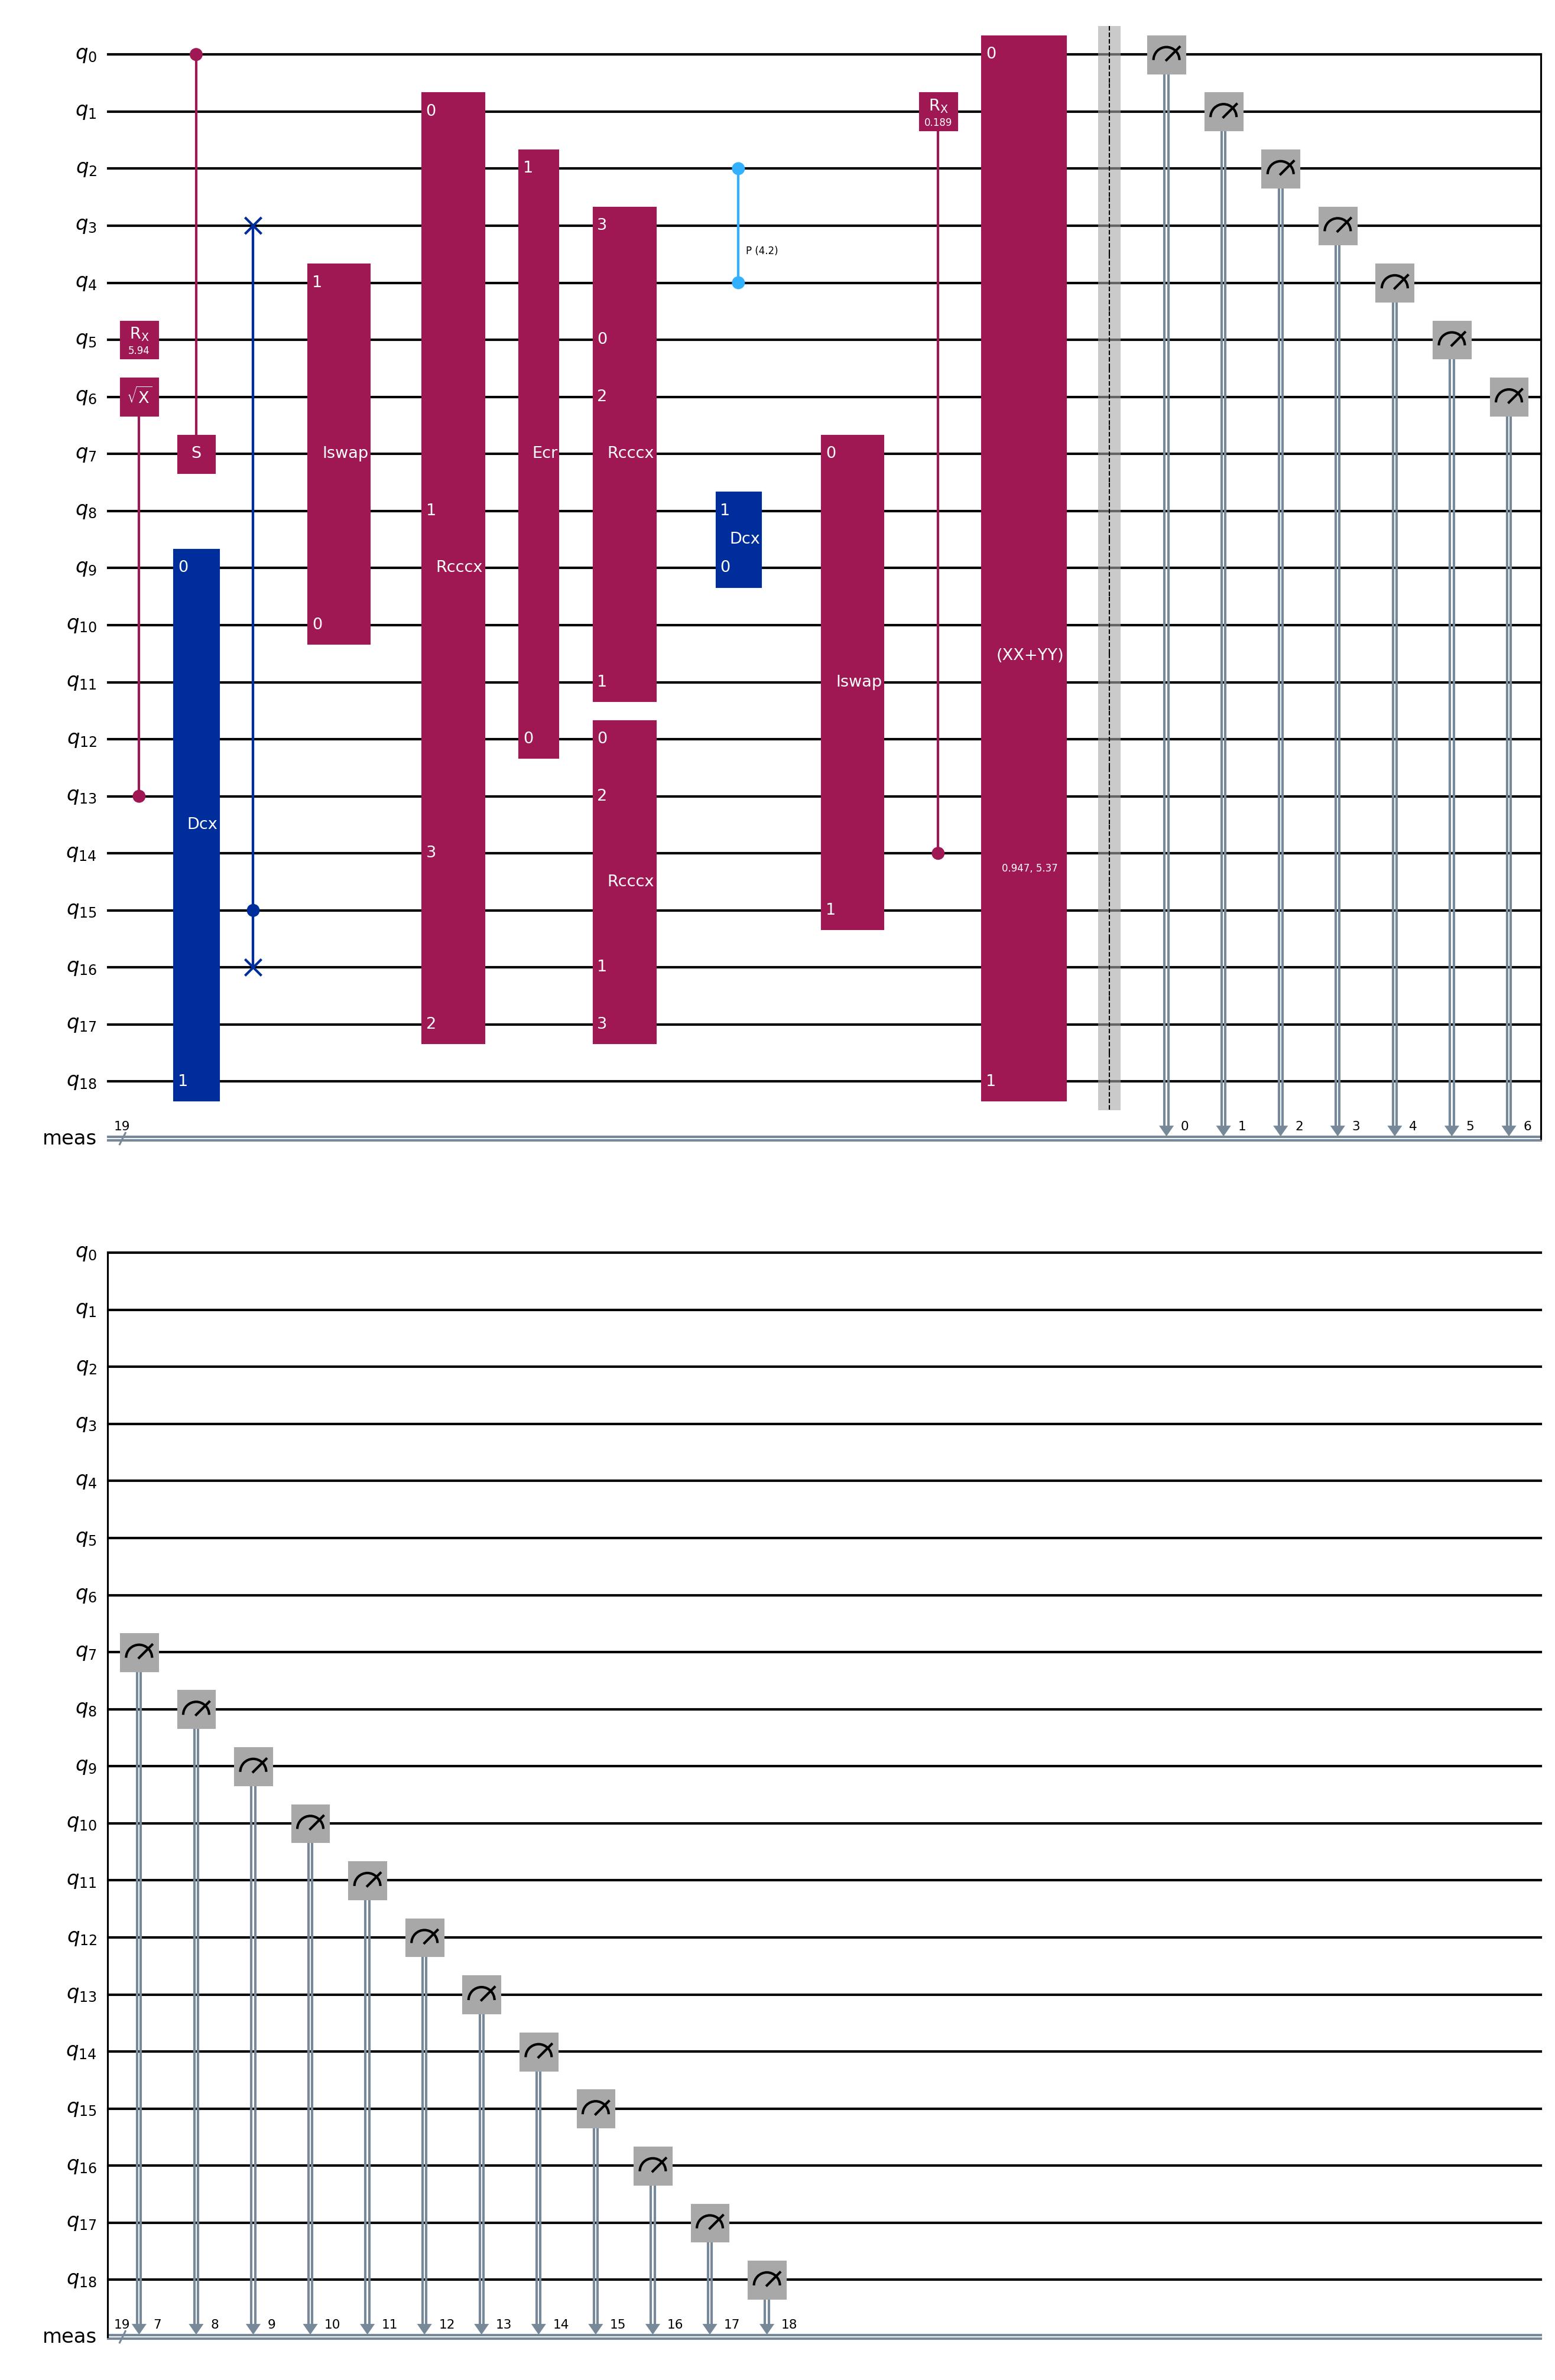 q0 0
q1 0 RX 0.189
q2 1
q3 3
P (4.2)
q4 1
q5 RX 5.94 0
q6 √X 2
q7 S Iswap Ecr Rcccx 0
q8 1 1
Dcx
q9 0 Rcccx 0
q10 0
(XX+YY)
q11 1 Iswap
q12 0 0
q13 2
Dcx
q14 3
0.947, 5.37
Rcccx
q15 1
q16 1
q17 2 3
q18 1 1
meas 19 0 1 2 3 4 5 6
q0
q1
q2
q3
q4
q5
q6
q7
q8
q9
q10
q11
q12
q13
q14
q15
q16
q17
q18
meas 19 7 8 9 10 11 12 13 14 15 16 17 18